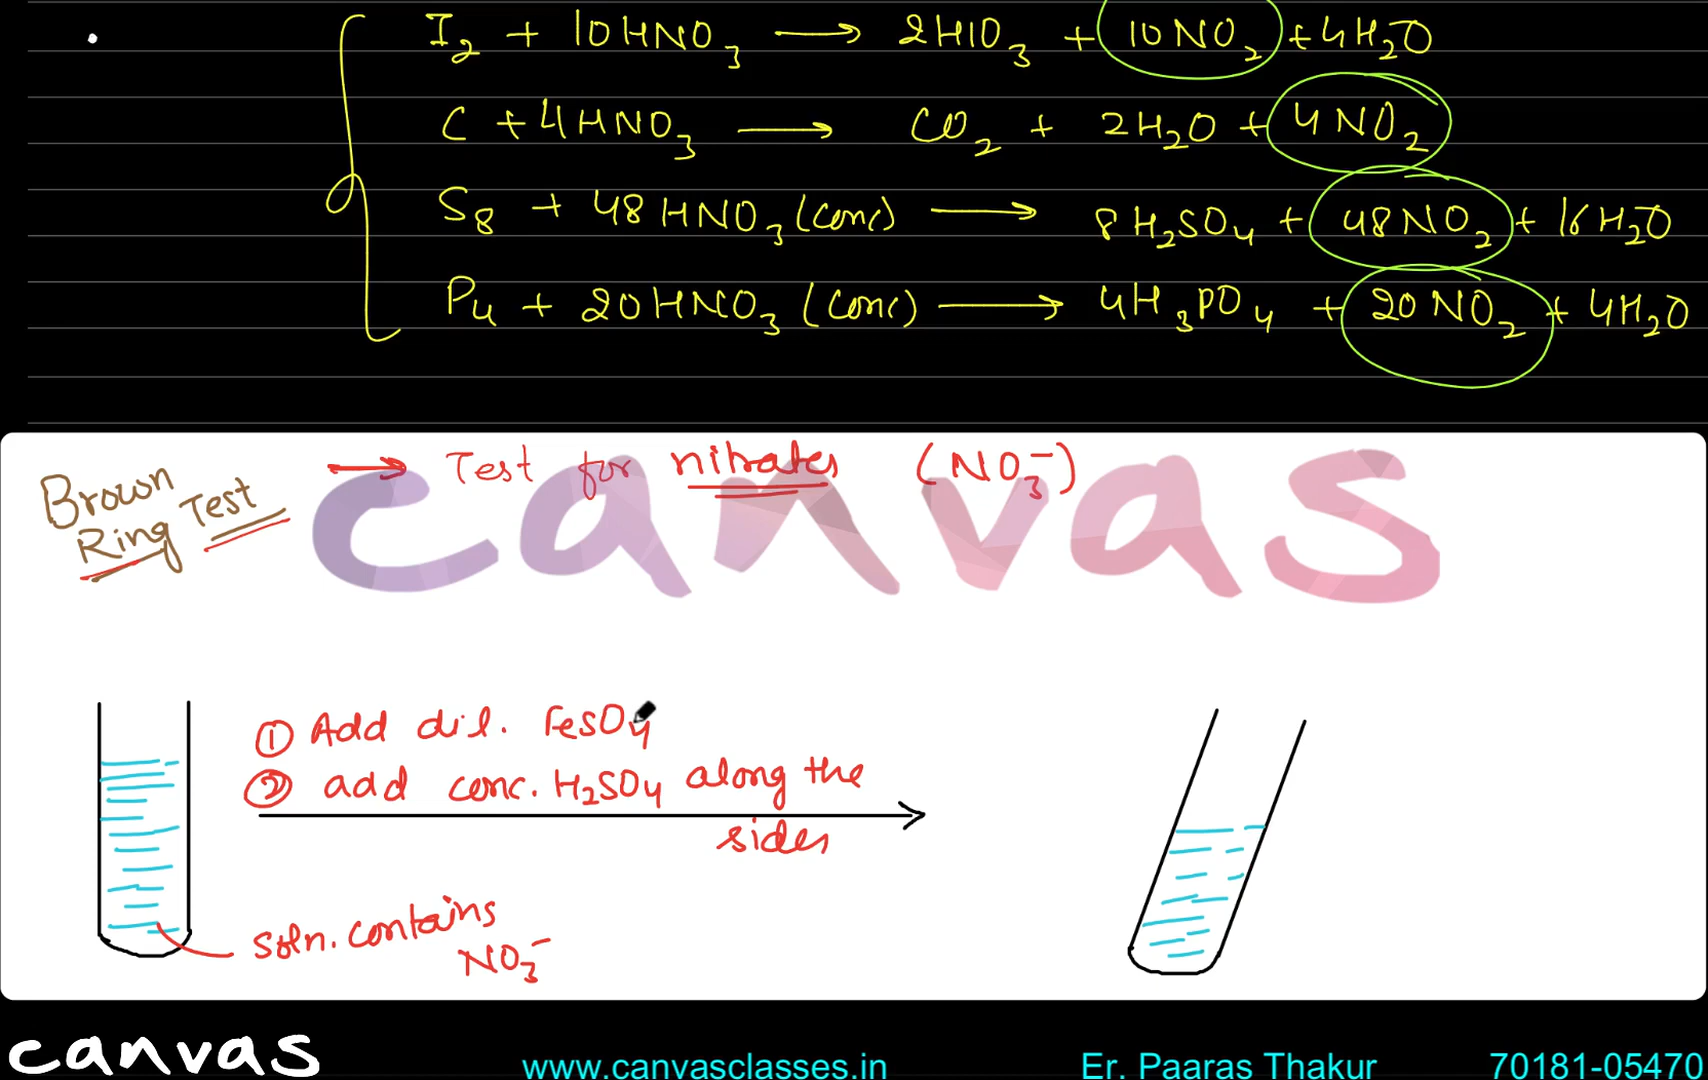 I₂ + 10HNO₃ ⟶ 2HIO₃ + 10NO₂ + 4H₂O
C + 4HNO₃ ⟶ CO₂ + 2H₂O + 4NO₂
S₈ + 48HNO₃ (conc) ⟶ 8H₂SO₄ + 48NO₂ + 16H₂O
P₄ + 20HNO₃ (conc) ⟶ 4H₃PO₄ + 20NO₂ + 4H₂O
Brown Ring Test → Test for nitrates (NO₃⁻)
canvas
① Add dil. FeSO₄
② add conc. H₂SO₄ along the sides
Soln. contains
NO₃⁻
canvas www.canvasclasses.in Er. Paaras Thakur 70181-05470